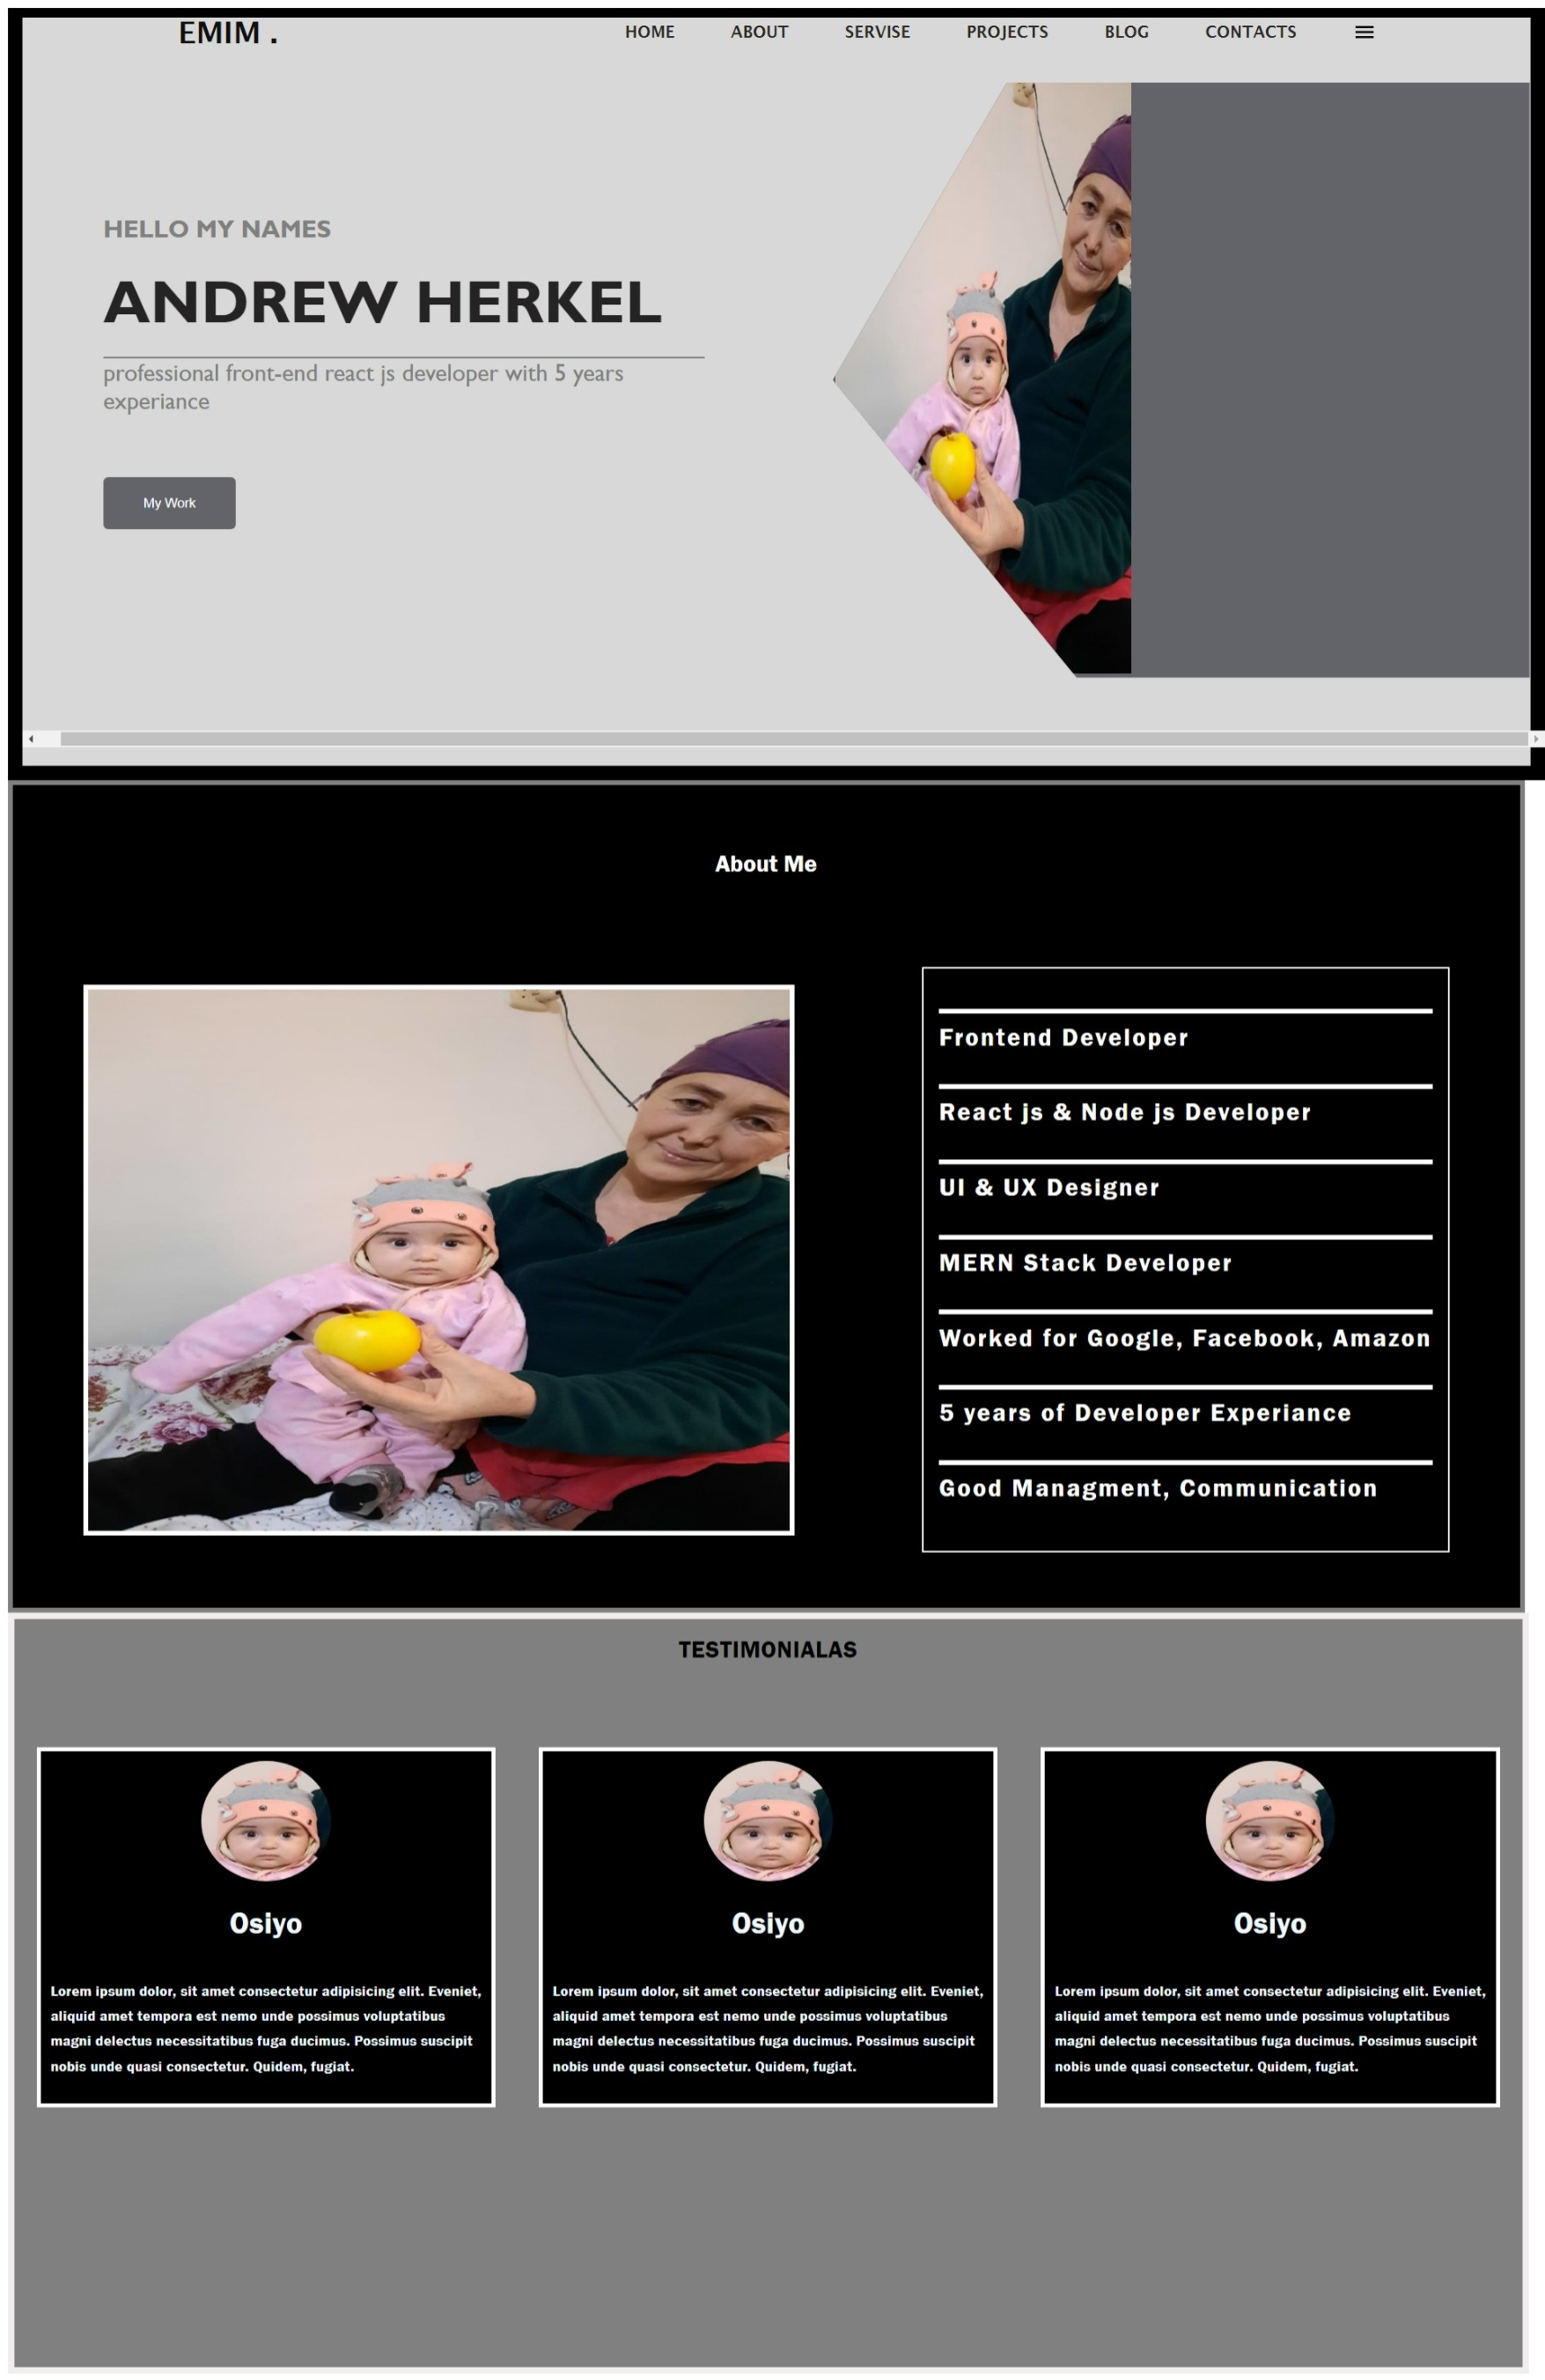 EMIM .
HOME ABOUT SERVISE PROJECTS BLOG CONTACTS
HELLO MY NAMES
ANDREW HERKEL
professional front-end react js developer with 5 years
experiance
My Work
About Me
Frontend Developer
React js & Node js Developer
UI & UX Designer
MERN Stack Developer
Worked for Google, Facebook, Amazon
5 years of Developer Experiance
Good Managment, Communication
TESTIMONIALAS
Osiyo
Lorem ipsum dolor, sit amet consectetur adipisicing elit. Eveniet,
aliquid amet tempora est nemo unde possimus voluptatibus
magni delectus necessitatibus fuga ducimus. Possimus suscipit
nobis unde quasi consectetur. Quidem, fugiat.
Osiyo
Lorem ipsum dolor, sit amet consectetur adipisicing elit. Eveniet,
aliquid amet tempora est nemo unde possimus voluptatibus
magni delectus necessitatibus fuga ducimus. Possimus suscipit
nobis unde quasi consectetur. Quidem, fugiat.
Osiyo
Lorem ipsum dolor, sit amet consectetur adipisicing elit. Eveniet,
aliquid amet tempora est nemo unde possimus voluptatibus
magni delectus necessitatibus fuga ducimus. Possimus suscipit
nobis unde quasi consectetur. Quidem, fugiat.